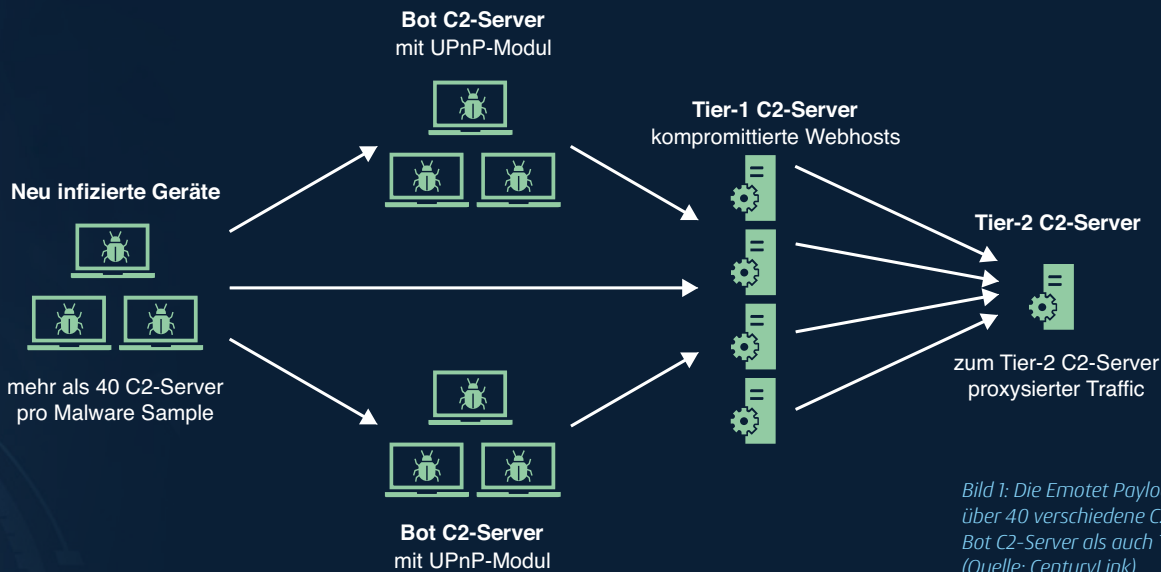 Bot C2-Server
mit UPnP-Modul
Neu infizierte Geräte
mehr als 40 C2-Server
pro Malware Sample
Bot C2-Server
mit UPnP-Modul
Tier-1 C2-Server
kompromittierte Webhosts
Tier-2 C2-Server
zum Tier-2 C2-Server
proxysierter Traffic
Bild 1: Die Emotet
über 40 verschiedene
Bot C2-Server als auch
(Quelle: CenturyLink)